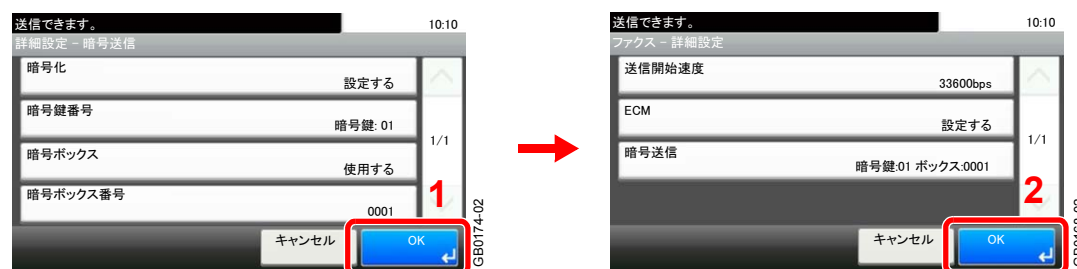 送信できます。
10:10
詳細設定 - 暗号送信
暗号化
設定する
暗号鍵番号
暗号鍵: 01
1/1
暗号ボックス
使用する
暗号ボックス番号
0001
1
キャンセル
OK
GB0174-02
送信できます。
10:10
ファクス - 詳細設定
送信開始速度
33600bps
ECM
設定する
1/1
暗号送信
暗号鍵:01 ボックス:0001
2
キャンセル
OK